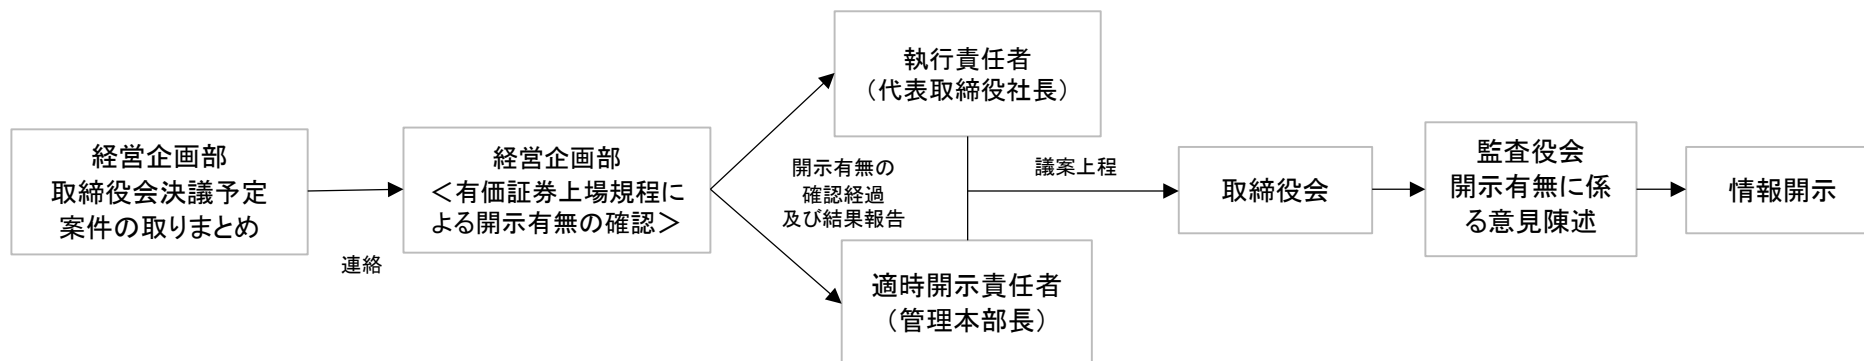 経営企画部
取締役会決議予定
案件の取りまとめ
連絡
経営企画部
＜有価証券上場規程に
よる開示有無の確認＞
執行責任者
（代表取締役社長）
開示有無の
確認経過
及び結果報告
適時開示責任者
（管理本部長）
議案上程
取締役会
監査役会
開示有無に係
る意見陳述
情報開示